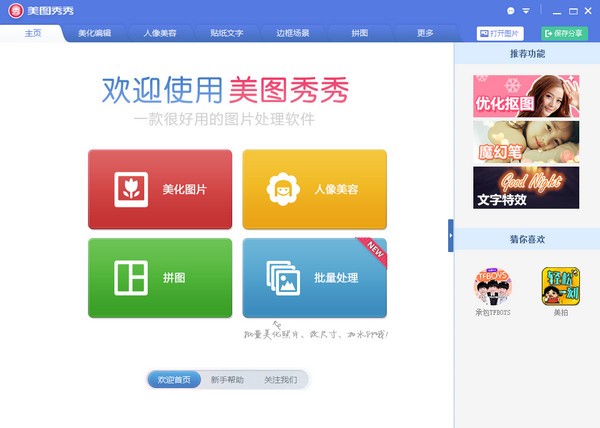 美图秀秀
主页
美化编辑
人像美容
贴纸文字
边框场景
拼图
更多
打开图片
保存分享
欢迎使用 美图秀秀
一款很好用的图片处理软件
美化图片
人像美容
拼图
批量处理
NEW
批量美化照片、改尺寸、加水印哦!
欢迎首页
新手帮助
关注我们
推荐功能
优化抠图
魔幻笔
Good Night
文字特效
猜你喜欢
TFBOYS
承包TFBOYS
轻松一刻
美拍